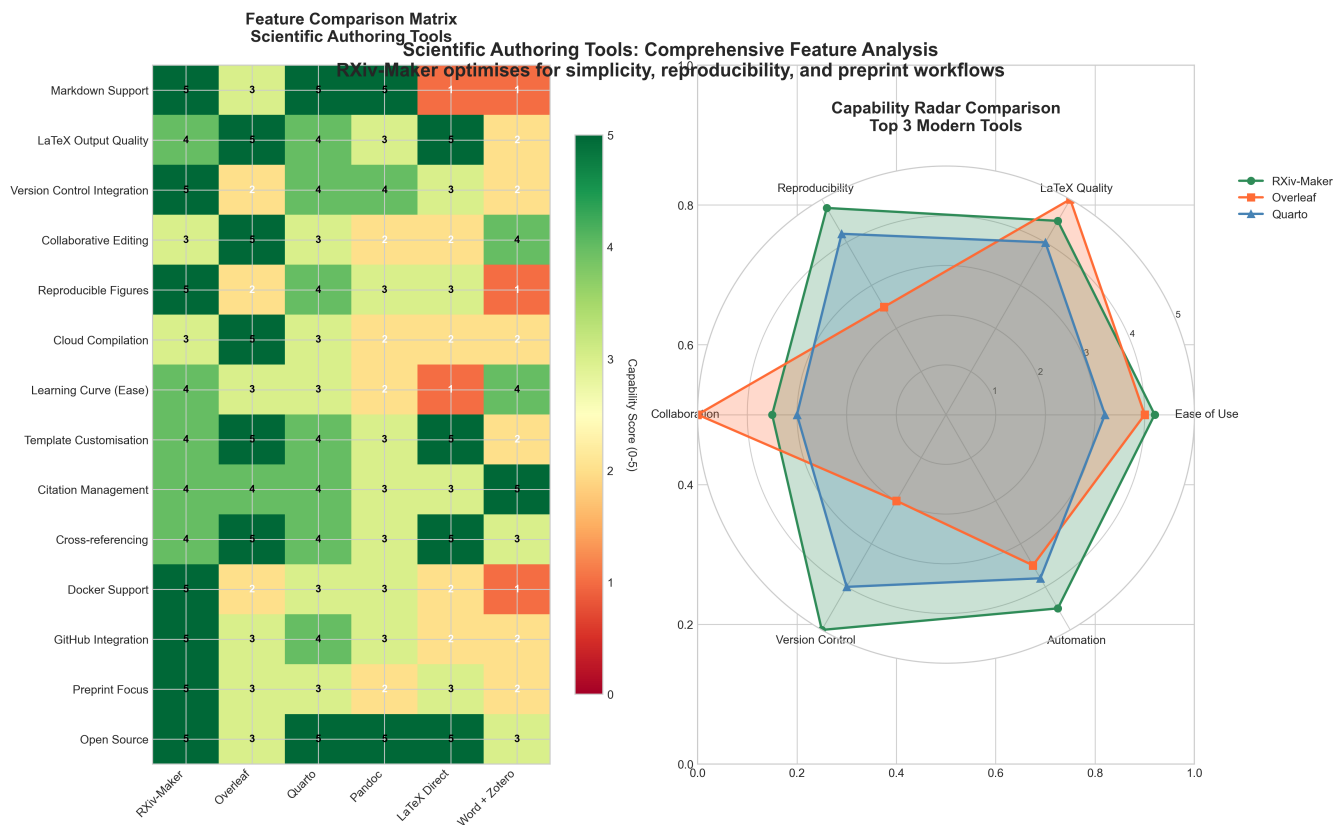 Feature Comparison Matrix
Scientific Authoring Tools
Scientific Authoring Tools: Comprehensive Feature Analysis
RXiv-Maker optimises for simplicity, reproducibility, and preprint workflows
Markdown Support 5 3 5 5 1 1
LaTeX Output Quality 4 5 4 3 5 2
Version Control Integration 5 2 4 4 3 2
Collaborative Editing 3 5 3 2 2 4
Reproducible Figures 5 2 4 3 3 1
Cloud Compilation 3 5 3 2 2 2
Learning Curve (Ease) 4 3 3 2 1 4
Template Customisation 4 5 4 3 5 2
Citation Management 4 4 4 3 3 5
Cross-referencing 4 5 4 3 5 3
Docker Support 5 2 3 3 2 1
GitHub Integration 5 3 4 3 2 2
Preprint Focus 5 3 3 2 3 2
Open Source 5 3 5 5 5 3
RXiv-Maker
Overleaf
Quarto
Pandoc
LaTeX Direct
Word + Zotero
5
4
3
2
1
0
Capability Score (0-5)
Capability Radar Comparison
Top 3 Modern Tools
1.0
0.8
0.6
0.4
0.2
0.0
0.0 0.2 0.4 0.6 0.8 1.0
Reproducibility
LaTeX Quality
Collaboration
Ease of Use
Version Control
Automation
1
2
3
4
5
RXiv-Maker
Overleaf
Quarto